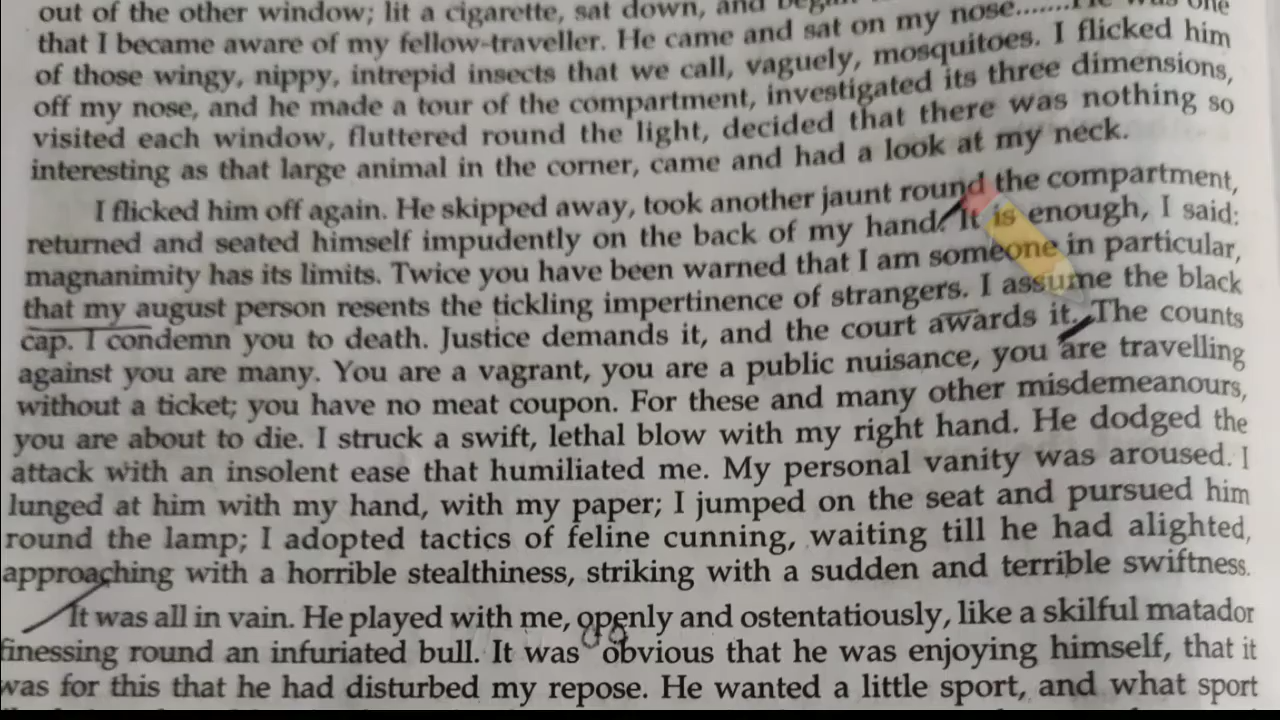 out of the other window; lit a cigarette, sat down, and
that I became aware of my fellow-traveller. He came and sat on my nose.......He was one
of those wingy, nippy, intrepid insects that we call, vaguely, mosquitoes. I flicked him
off my nose, and he made a tour of the compartment, investigated its three dimensions,
visited each window, fluttered round the light, decided that there was nothing so
interesting as that large animal in the corner, came and had a look at my neck.
I flicked him off again. He skipped away, took another jaunt round the compartment,
returned and seated himself impudently on the back of my hand. It is enough, I said:
magnanimity has its limits. Twice you have been warned that I am someone in particular,
that my august person resents the tickling impertinence of strangers. I assume the black
cap. I condemn you to death. Justice demands it, and the court awards it. The counts
against you are many. You are a vagrant, you are a public nuisance, you are travelling
without a ticket; you have no meat coupon. For these and many other misdemeanours,
you are about to die. I struck a swift, lethal blow with my right hand. He dodged the
attack with an insolent ease that humiliated me. My personal vanity was aroused. I
lunged at him with my hand, with my paper; I jumped on the seat and pursued him
round the lamp; I adopted tactics of feline cunning, waiting till he had alighted,
approaching with a horrible stealthiness, striking with a sudden and terrible swiftness.
It was all in vain. He played with me, openly and ostentatiously, like a skilful matador
finessing round an infuriated bull. It was obvious that he was enjoying himself, that it
was for this that he had disturbed my repose. He wanted a little sport, and what sport